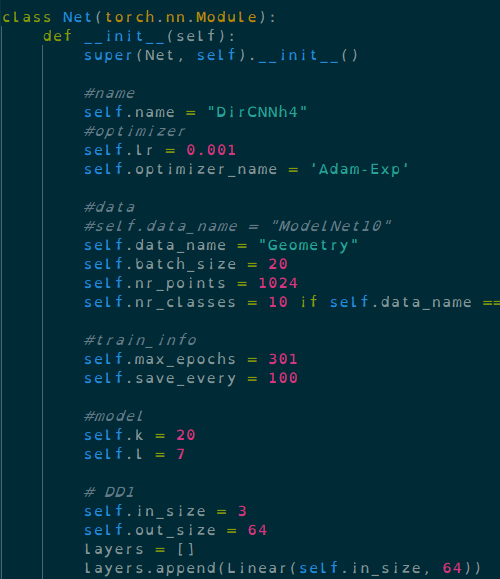 class Net(torch.nn.Module):
    def __init__(self):
        super(Net, self).__init__()

        #name
        self.name = "DirCNNh4"
        #optimizer
        self.lr = 0.001
        self.optimizer_name = 'Adam-Exp'

        #data
        #self.data_name = "ModelNet10"
        self.data_name = "Geometry"
        self.batch_size = 20
        self.nr_points = 1024
        self.nr_classes = 10 if self.data_name ==

        #train_info
        self.max_epochs = 301
        self.save_every = 100

        #model
        self.k = 20
        self.l = 7

        # DD1
        self.in_size = 3
        self.out_size = 64
        layers = []
        layers.append(Linear(self.in_size, 64))